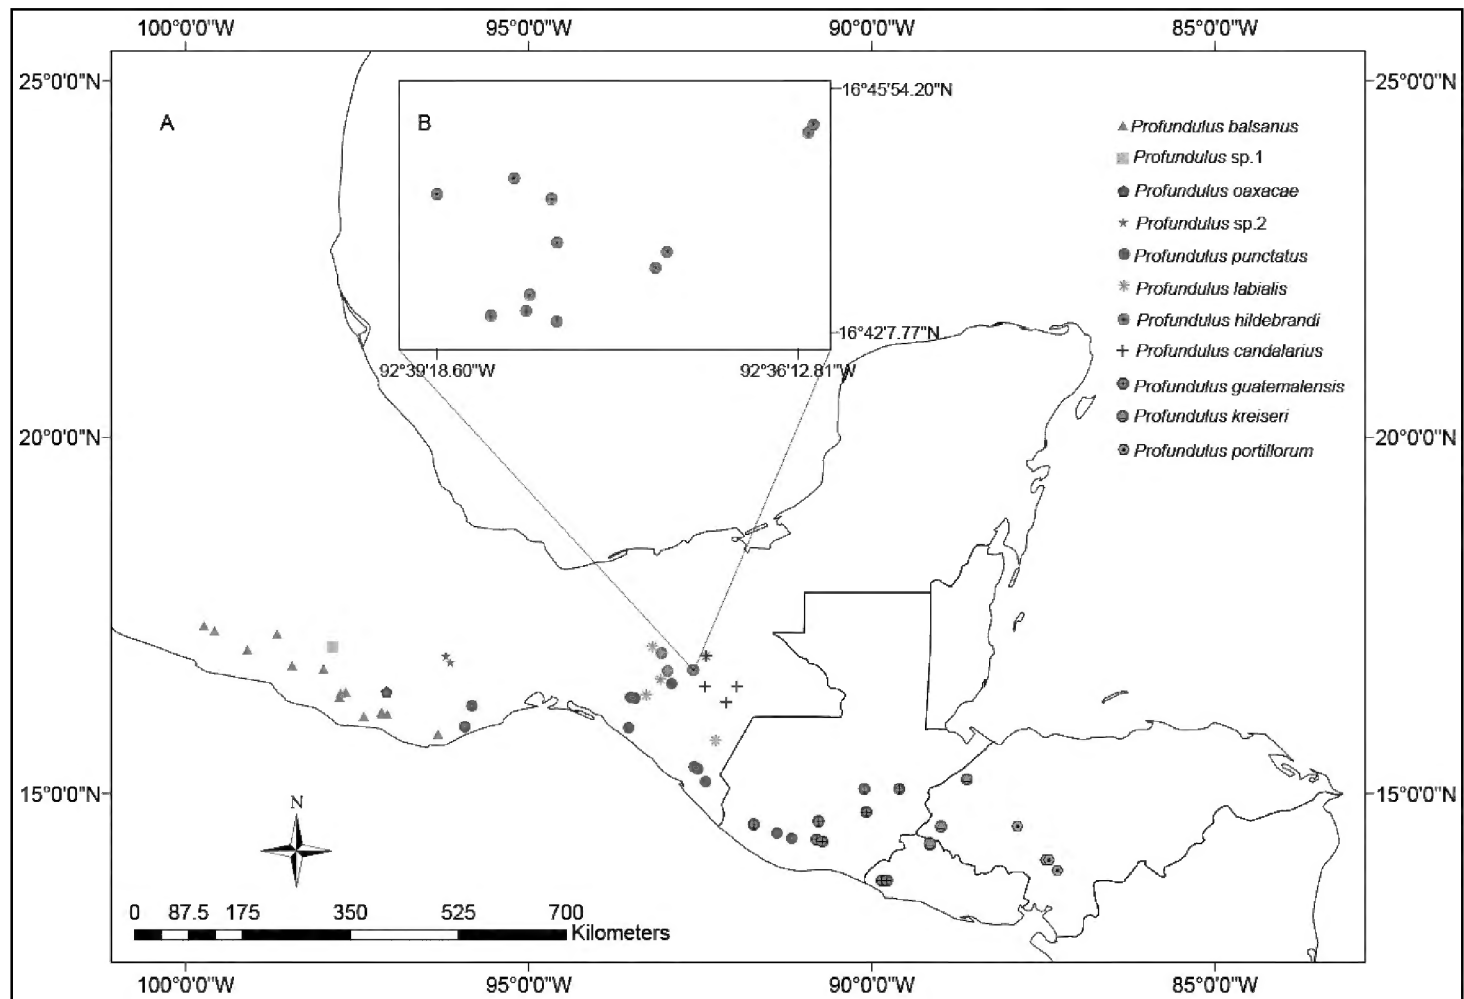 100°0'0"W 95°0'0"W 90°0'0"W 85°0'0"W
25°0'0"N 25°0'0"N
A
B
16°45'54.20"N
16°42'7.77"N
92°39'18.60"W 92°36'12.81"W
Profundulus balsanus
Profundulus sp.1
Profundulus oaxacae
Profundulus sp.2
Profundulus punctatus
Profundulus labialis
Profundulus hildebrandi
Profundulus candalarius
Profundulus guatemalensis
Profundulus kreiseri
Profundulus portillorum
20°0'0"N 20°0'0"N
15°0'0"N 15°0'0"N
N
0 87.5 175 350 525 700
Kilometers
100°0'0"W 95°0'0"W 90°0'0"W 85°0'0"W